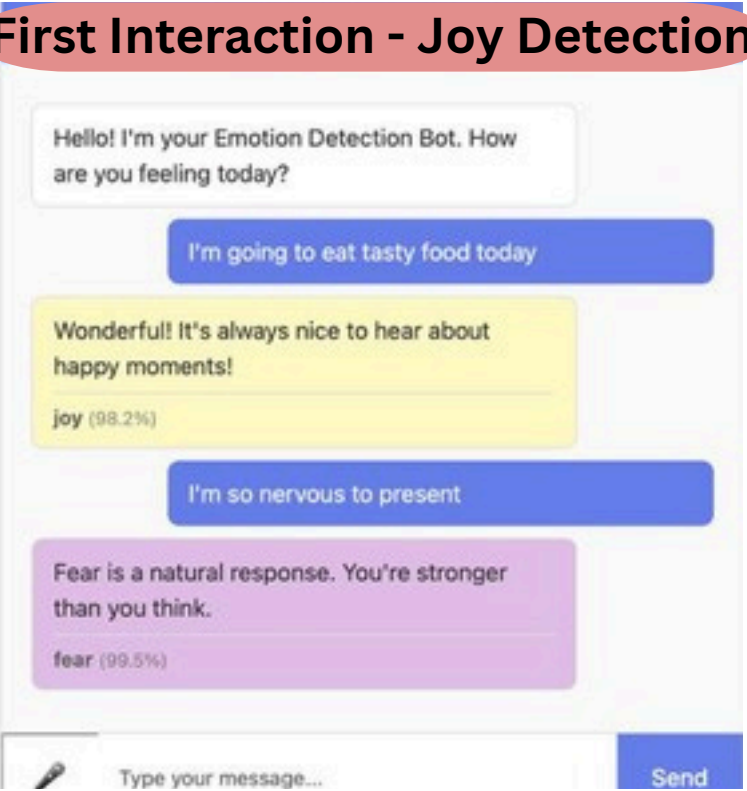 First Interaction - Joy Detection
Hello! I'm your Emotion Detection Bot. How
are you feeling today?
I'm going to eat tasty food today
Wonderful! It's always nice to hear about
happy moments!
joy (98.2%)
I'm so nervous to present
Fear is a natural response. You're stronger
than you think.
fear (99.5%)
Type your message...
Send